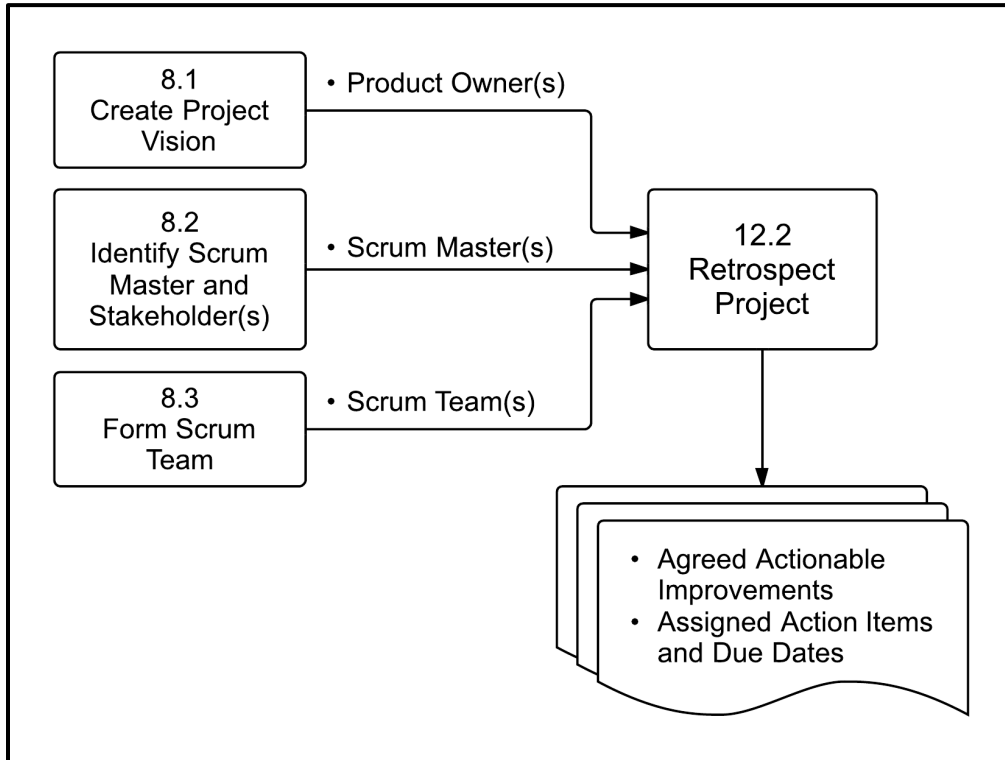 8.1
Create Project
Vision
• Product Owner(s)
8.2
Identify Scrum
Master and
Stakeholder(s)
• Scrum Master(s)
8.3
Form Scrum
Team
• Scrum Team(s)
12.2
Retrospect
Project
• Agreed Actionable
Improvements
• Assigned Action Items
and Due Dates